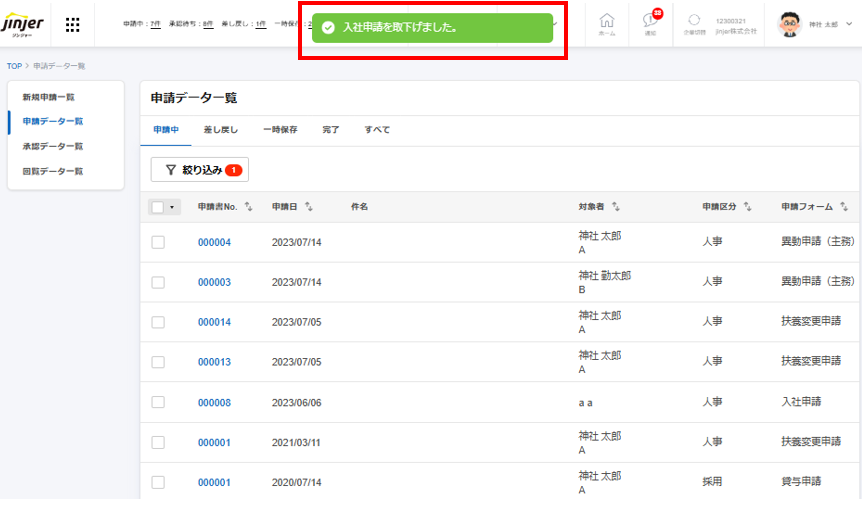 jinjer
ジンジャー
申請中：7件 承認待ち：8件 差し戻し：1件 一時保存：
入社申請を取下げました。
ホーム
通知
12300321
jinjer株式会社
神社 太郎
TOP > 申請データ一覧
新規申請一覧
申請データ一覧
承認データ一覧
回覧データ一覧
申請データ一覧
申請中 差し戻し 一時保存 完了 すべて
絞り込み 1
申請書No. 申請日 件名 対象者 申請区分 申請フォーム
000004 2023/07/14 神社 太郎 人事 異動申請（主務）
A
000003 2023/07/14 神社 勤太郎 人事 異動申請（主務）
B
000014 2023/07/05 神社 太郎 人事 扶養変更申請
A
000013 2023/07/05 神社 太郎 人事 扶養変更申請
A
000008 2023/06/06 a a 人事 入社申請
000001 2021/03/11 神社 太郎 人事 扶養変更申請
A
000001 2020/07/14 神社 太郎 採用 貸与申請
A